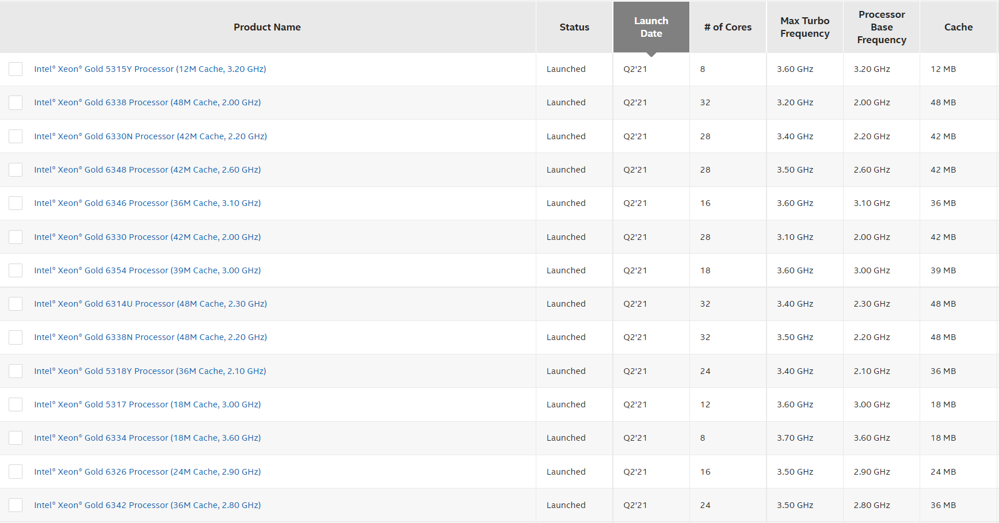 Product Name Status Launch Date # of Cores Max Turbo Frequency Processor Base Frequency Cache
Intel® Xeon® Gold 5315Y Processor (12M Cache, 3.20 GHz) Launched Q2'21 8 3.60 GHz 3.20 GHz 12 MB
Intel® Xeon® Gold 6338 Processor (48M Cache, 2.00 GHz) Launched Q2'21 32 3.20 GHz 2.00 GHz 48 MB
Intel® Xeon® Gold 6330N Processor (42M Cache, 2.20 GHz) Launched Q2'21 28 3.40 GHz 2.20 GHz 42 MB
Intel® Xeon® Gold 6348 Processor (42M Cache, 2.60 GHz) Launched Q2'21 28 3.50 GHz 2.60 GHz 42 MB
Intel® Xeon® Gold 6346 Processor (36M Cache, 3.10 GHz) Launched Q2'21 16 3.60 GHz 3.10 GHz 36 MB
Intel® Xeon® Gold 6330 Processor (42M Cache, 2.00 GHz) Launched Q2'21 28 3.10 GHz 2.00 GHz 42 MB
Intel® Xeon® Gold 6354 Processor (39M Cache, 3.00 GHz) Launched Q2'21 18 3.60 GHz 3.00 GHz 39 MB
Intel® Xeon® Gold 6314U Processor (48M Cache, 2.30 GHz) Launched Q2'21 32 3.40 GHz 2.30 GHz 48 MB
Intel® Xeon® Gold 6338N Processor (48M Cache, 2.20 GHz) Launched Q2'21 32 3.50 GHz 2.20 GHz 48 MB
Intel® Xeon® Gold 5318Y Processor (36M Cache, 2.10 GHz) Launched Q2'21 24 3.40 GHz 2.10 GHz 36 MB
Intel® Xeon® Gold 5317 Processor (18M Cache, 3.00 GHz) Launched Q2'21 12 3.60 GHz 3.00 GHz 18 MB
Intel® Xeon® Gold 6334 Processor (18M Cache, 3.60 GHz) Launched Q2'21 8 3.70 GHz 3.60 GHz 18 MB
Intel® Xeon® Gold 6326 Processor (24M Cache, 2.90 GHz) Launched Q2'21 16 3.50 GHz 2.90 GHz 24 MB
Intel® Xeon® Gold 6342 Processor (36M Cache, 2.80 GHz) Launched Q2'21 24 3.50 GHz 2.80 GHz 36 MB